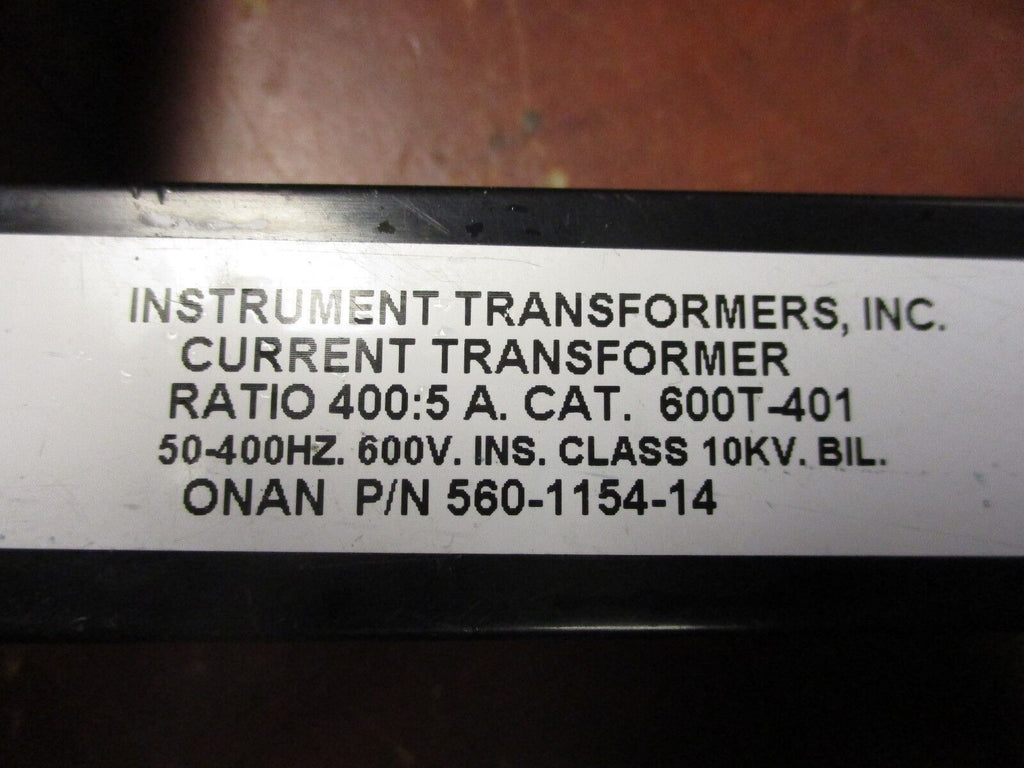 INSTRUMENT TRANSFORMERS, INC.
CURRENT TRANSFORMER
RATIO 400:5 A. CAT. 600T-401
50-400HZ. 600V. INS. CLASS 10KV. BIL.
ONAN P/N 560-1154-14